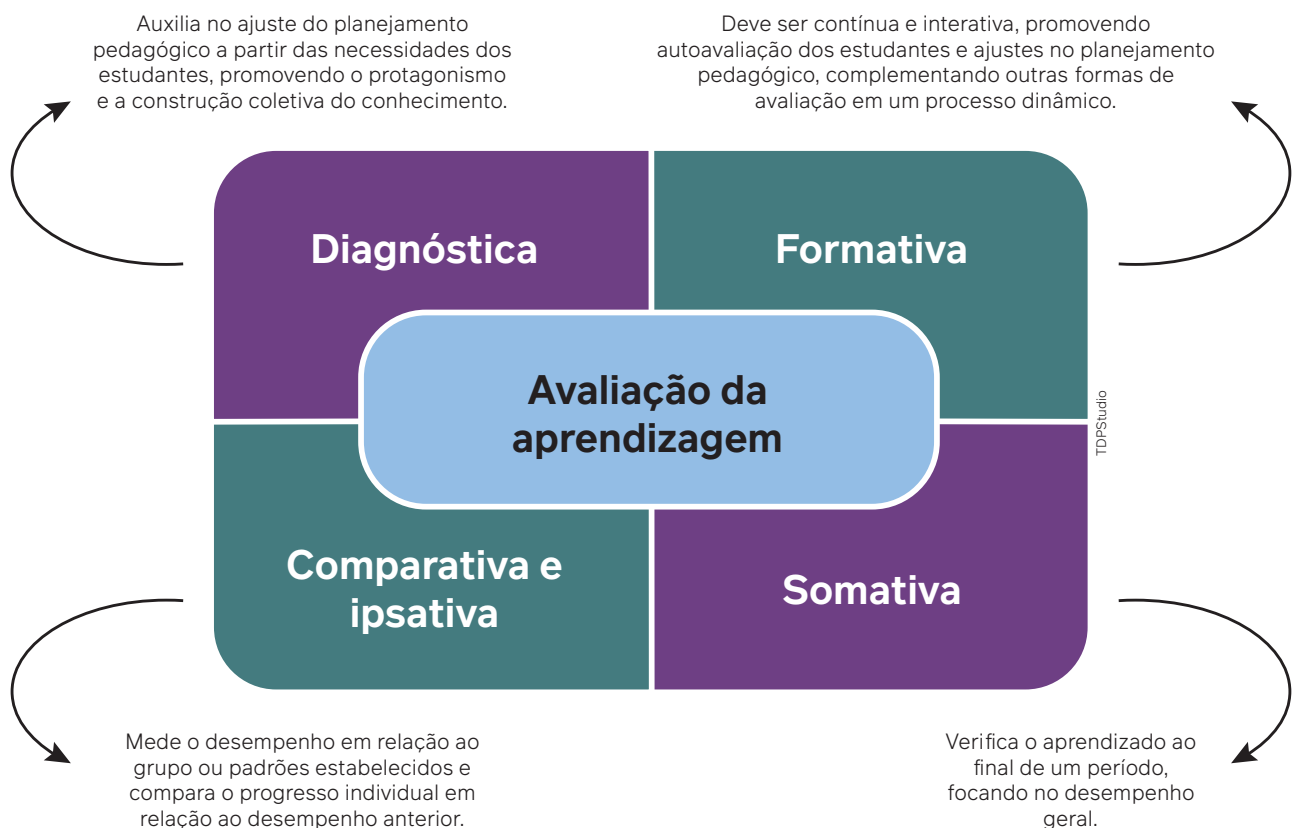 Auxilia no ajuste do planejamento
pedagógico a partir das necessidades dos
estudantes, promovendo o protagonismo
e a construção coletiva do conhecimento.
Deve ser contínua e interativa, promovendo
autoavaliação dos estudantes e ajustes no planejamento
pedagógico, complementando outras formas de
avaliação em um processo dinâmico.
Diagnóstica
Formativa
Avaliação da
aprendizagem
TDPStudio
Comparativa e
ipsativa
Somativa
Mede o desempenho em relação ao
grupo ou padrões estabelecidos e
compara o progresso individual em
relação ao desempenho anterior.
Verifica o aprendizado ao
final de um período,
focando no desempenho
geral.